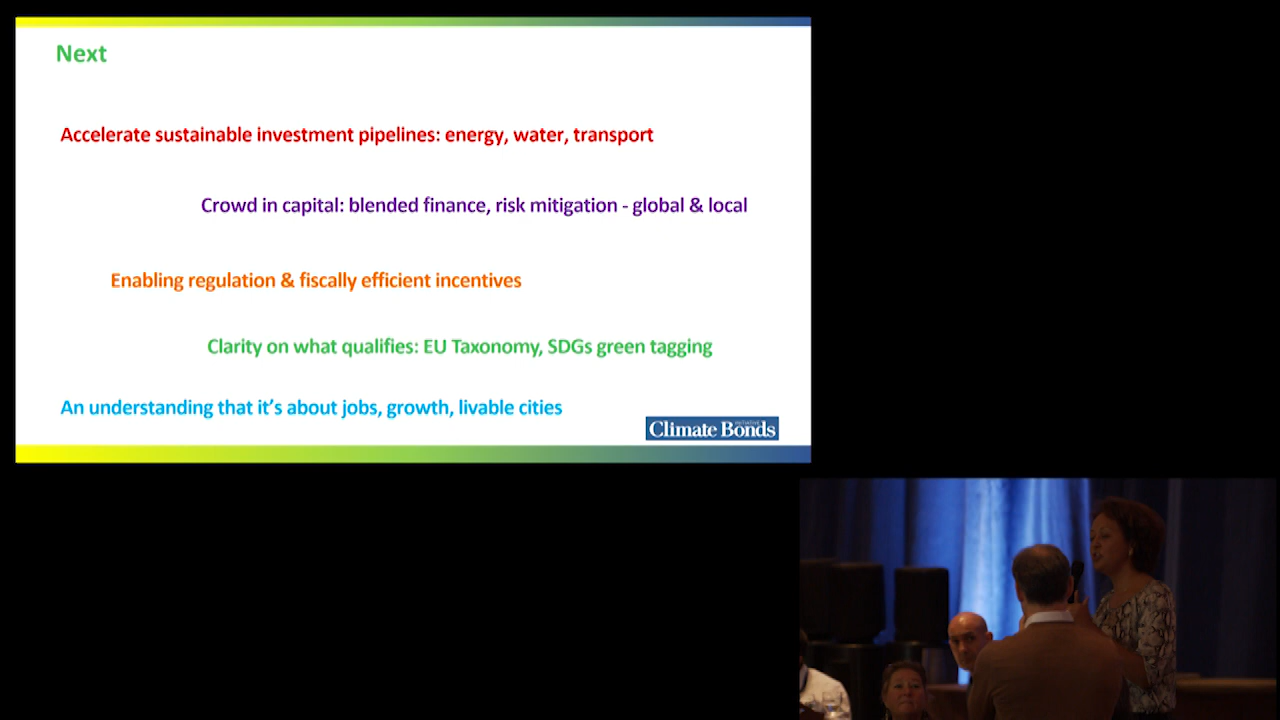 Next
Accelerate sustainable investment pipelines: energy, water, transport
Crowd in capital: blended finance, risk mitigation - global & local
Enabling regulation & fiscally efficient incentives
Clarity on what qualifies: EU Taxonomy, SDGs green tagging
An understanding that it’s about jobs, growth, livable cities
Climate Bonds